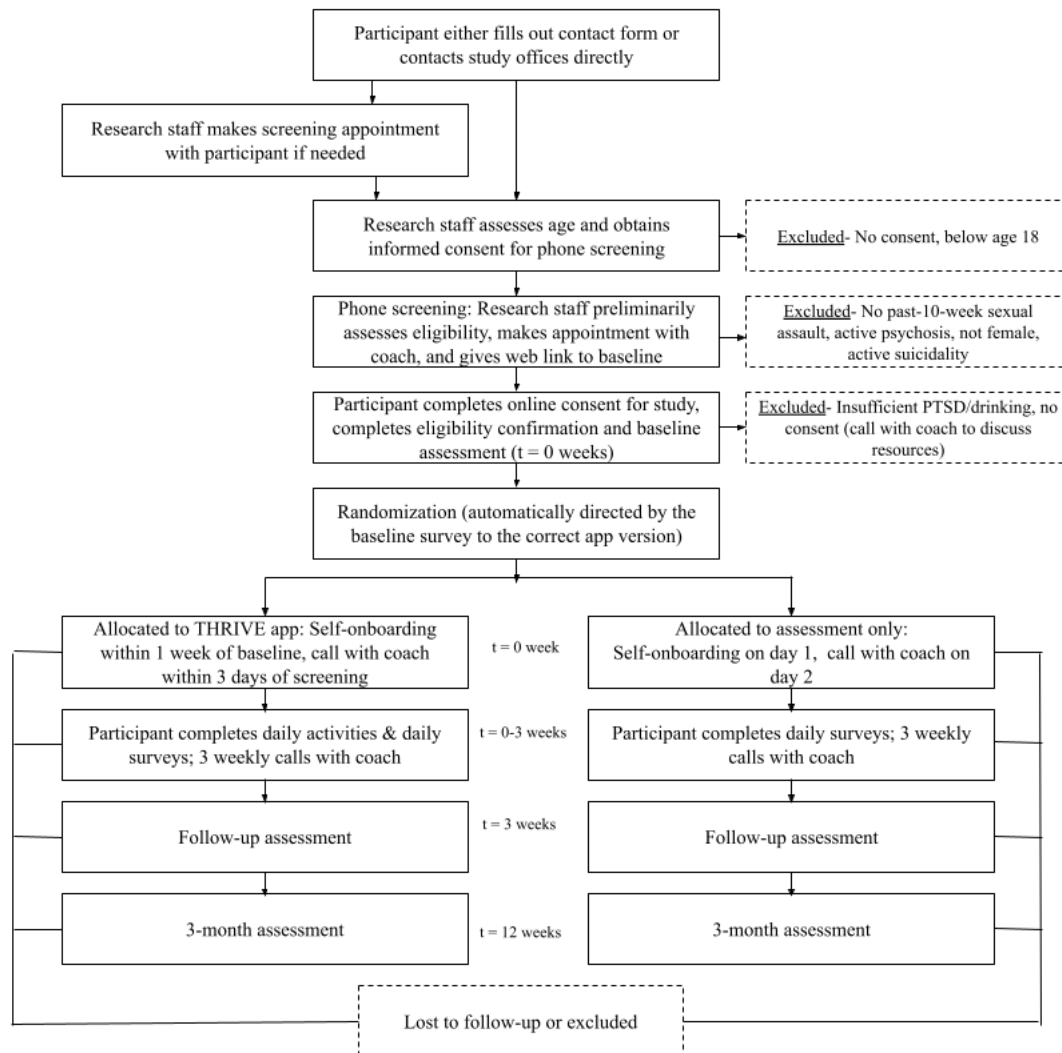 Participant either fills out contact form or
contacts study offices directly
Research staff makes screening appointment
with participant if needed
Research staff assesses age and obtains
informed consent for phone screening
Excluded- No consent, below age 18
Phone screening: Research staff preliminarily
assesses eligibility, makes appointment with
coach, and gives web link to baseline
Excluded- No past-10-week sexual
assault, active psychosis, not female,
active suicidality
Participant completes online consent for study,
completes eligibility confirmation and baseline
assessment (t = 0 weeks)
Excluded- Insufficient PTSD/drinking, no
consent (call with coach to discuss
resources)
Randomization (automatically directed by the
baseline survey to the correct app version)
Allocated to THRIVE app: Self-onboarding
within 1 week of baseline, call with coach
within 3 days of screening
t = 0 week
Allocated to assessment only:
Self-onboarding on day 1, call with coach on
day 2
Participant completes daily activities & daily
surveys; 3 weekly calls with coach
t = 0-3 weeks
Participant completes daily surveys; 3 weekly
calls with coach
Follow-up assessment
t = 3 weeks
Follow-up assessment
3-month assessment
t = 12 weeks
3-month assessment
Lost to follow-up or excluded